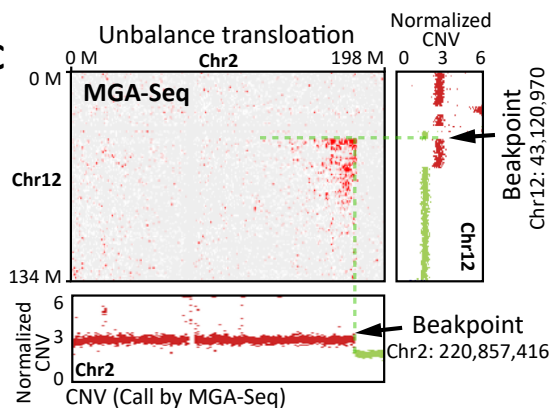 C
Unbalance transloation
Normalized
CNV
0 M
Chr2
198 M
0
3
6
0 M
MGA-Seq
Chr12
134 M
Beakpoint
Chr12: 43,120,970
Chr12
Normalized
CNV
6
3
0
Chr2
Beakpoint
Chr2: 220,857,416
CNV (Call by MGA-Seq)